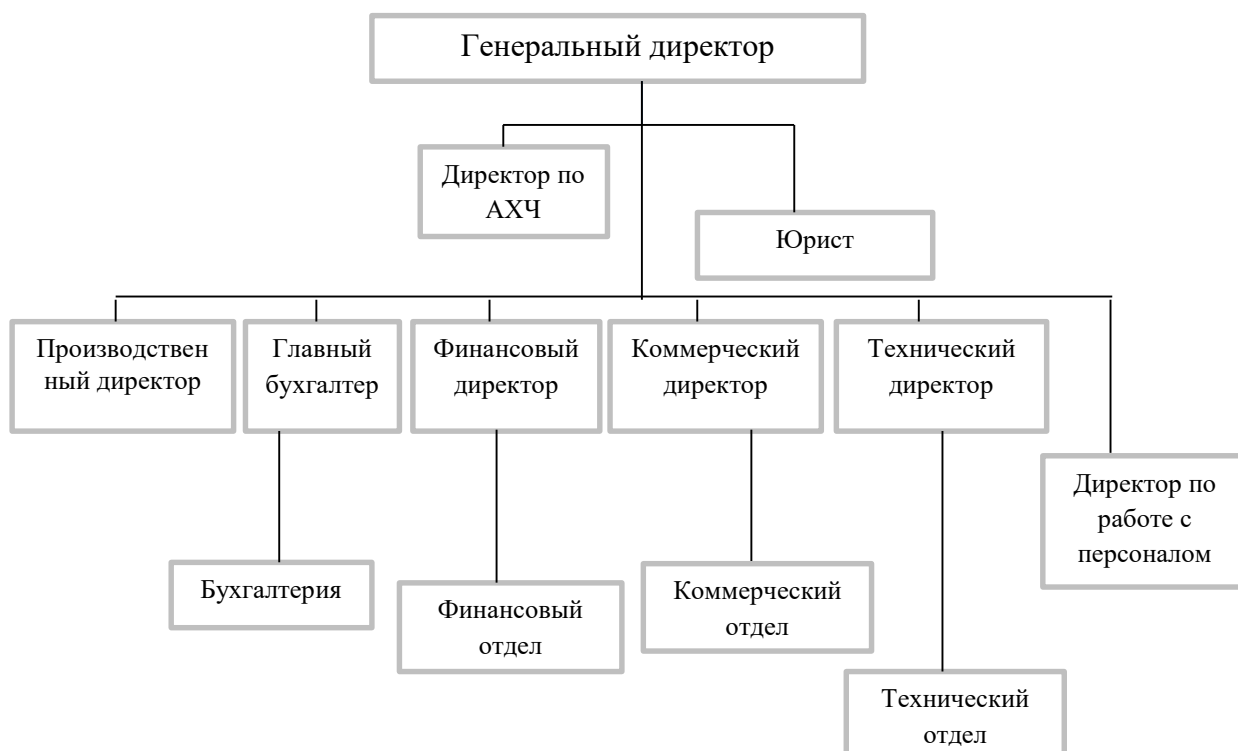 Генеральный директор
Директор по
АХЧ
Юрист
Производствен
ный директор
Главный
бухгалтер
Финансовый
директор
Коммерческий
директор
Технический
директор
Директор по
работе с
персоналом
Бухгалтерия
Финансовый
отдел
Коммерческий
отдел
Технический
отдел